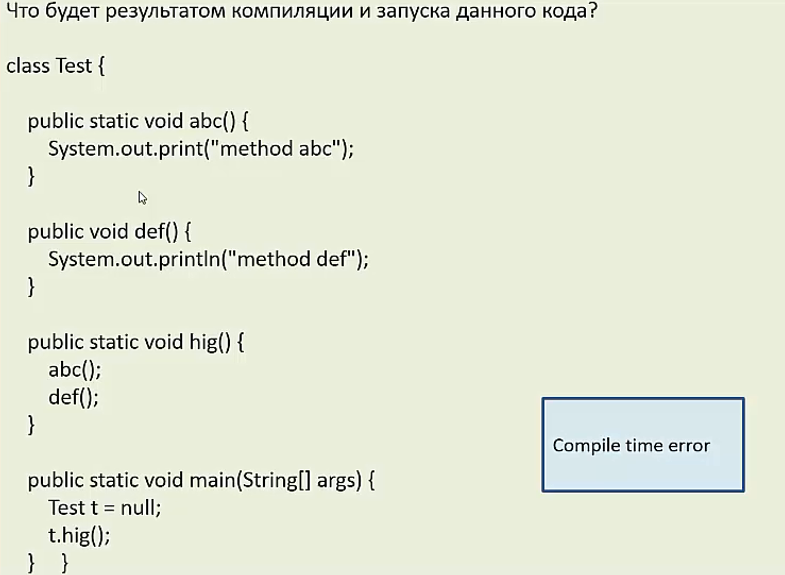 Что будет результатом компиляции и запуска данного кода?
class Test {
public static void abc() {
System.out.print("method abc");
}
public void def() {
System.out.println("method def");
}
public static void hig() {
abc();
def();
}
Compile time error
public static void main(String[] args) {
Test t = null;
t.hig();
} }